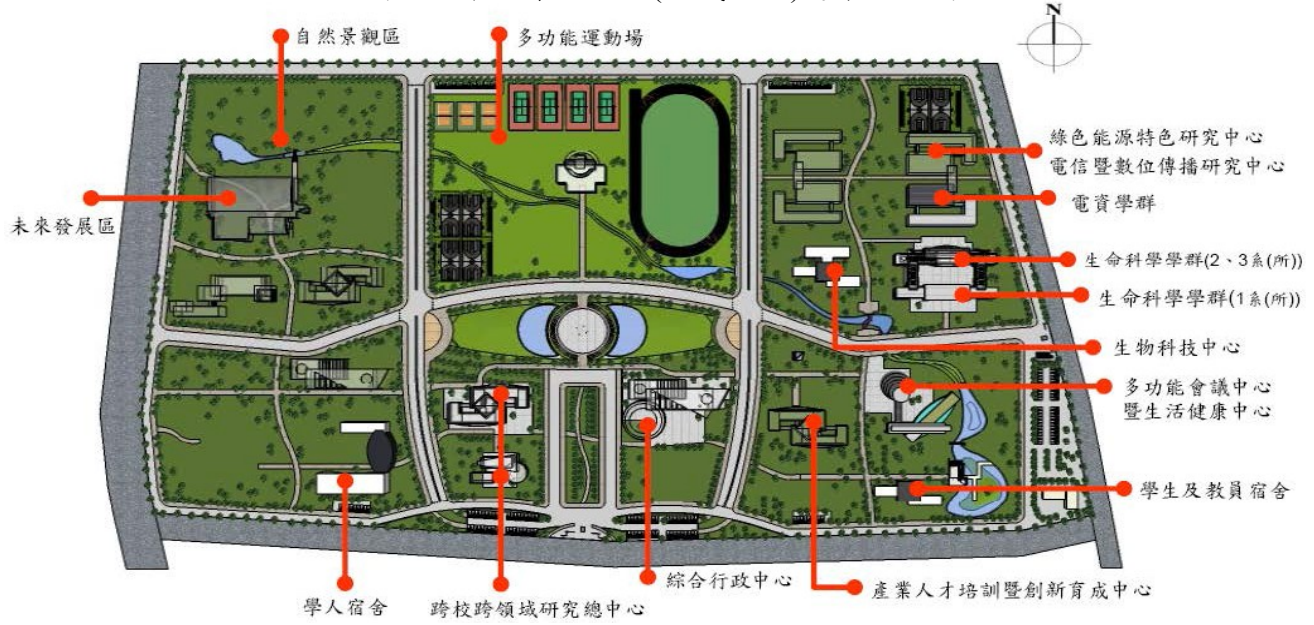 N
自然景觀區
多功能運動場
綠色能源特色研究中心
電信暨數位傳播研究中心
電資學群
未來發展區
生命科學學群(2、3系(所))
生命科學學群(1系(所))
生物科技中心
多功能會議中心
暨生活健康中心
學生及教員宿舍
綜合行政中心
產業人才培訓暨創新育成中心
學人宿舍
跨校跨領域研究總中心